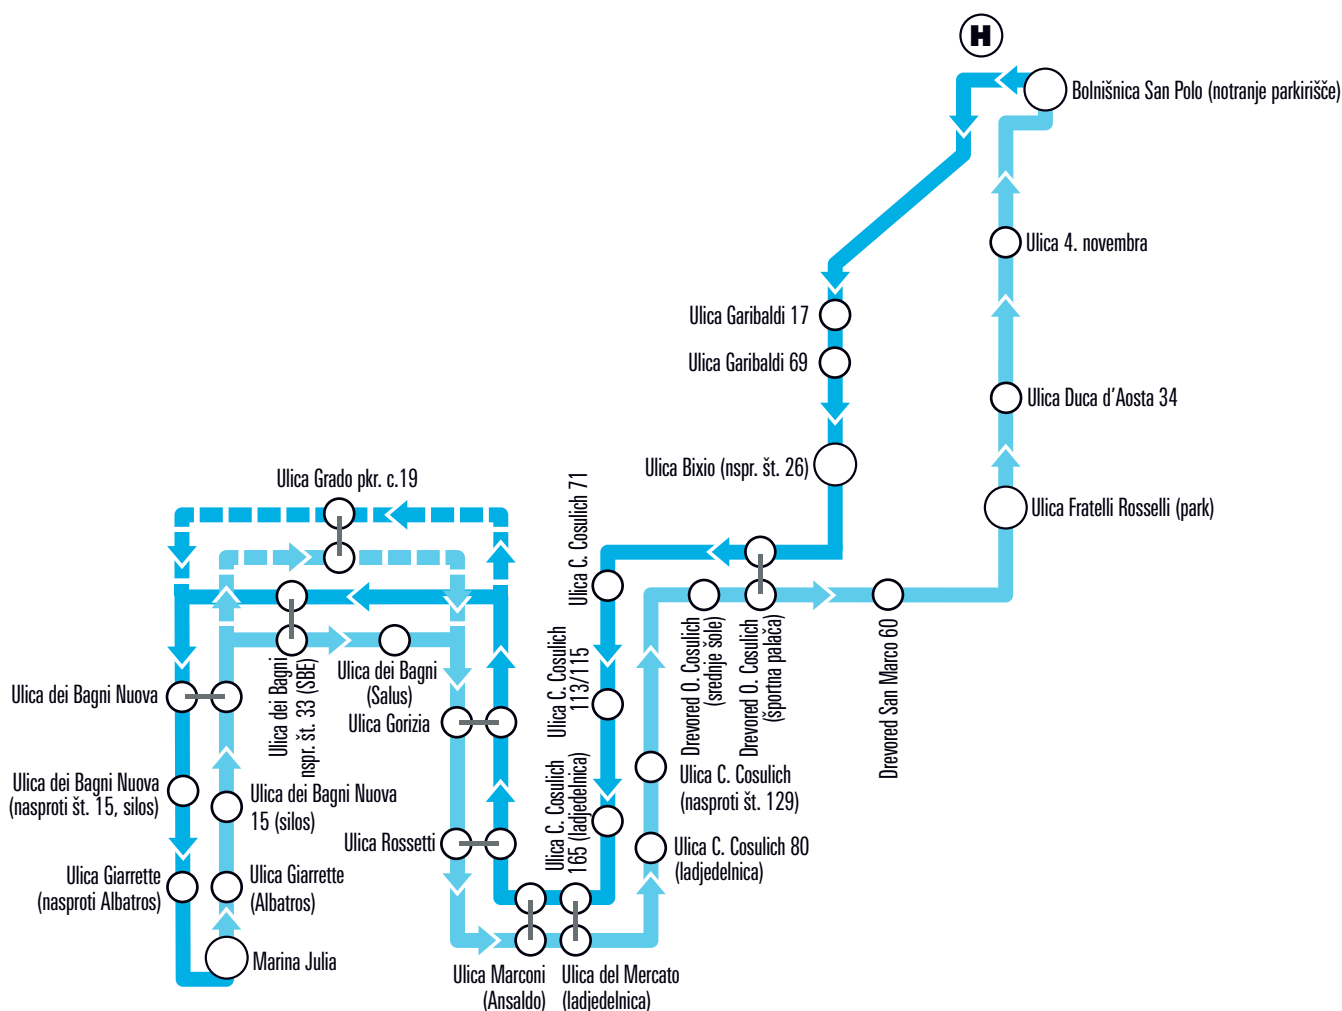 H
Bolnišnica San Polo (notranje parkirišče)
Ulica 4. novembra
Ulica Garibaldi 17
Ulica Garibaldi 69
Ulica Duca d'Aosta 34
Ulica Bixio (nspr. št. 26)
Ulica Grado pkr. c.19
Ulica Fratelli Rosselli (park)
Ulica C. Cosulich 71
Ulica C. Cosulich
113/115
Ulica C. Cosulich
165 (ladjedelnica)
Drevored O. Cosulich
(srednje šole)
Drevored O. Cosulich
(športna palača)
Drevored San Marco 60
Ulica dei Bagni
nspr. št. 33 (SBE)
Ulica dei Bagni
(Salus)
Ulica dei Bagni Nuova
Ulica Gorizia
Ulica dei Bagni Nuova
(nasproti št. 15, silos)
Ulica dei Bagni Nuova
15 (silos)
Ulica C. Cosulich
(nasproti št. 129)
Ulica Rossetti
Ulica C. Cosulich 80
(ladjedelnica)
Ulica Giarrette
(nasproti Albatros)
Ulica Giarrette
(Albatros)
Marina Julia
Ulica Marconi
(Ansaldo)
Ulica del Mercato
(ladjedelnica)